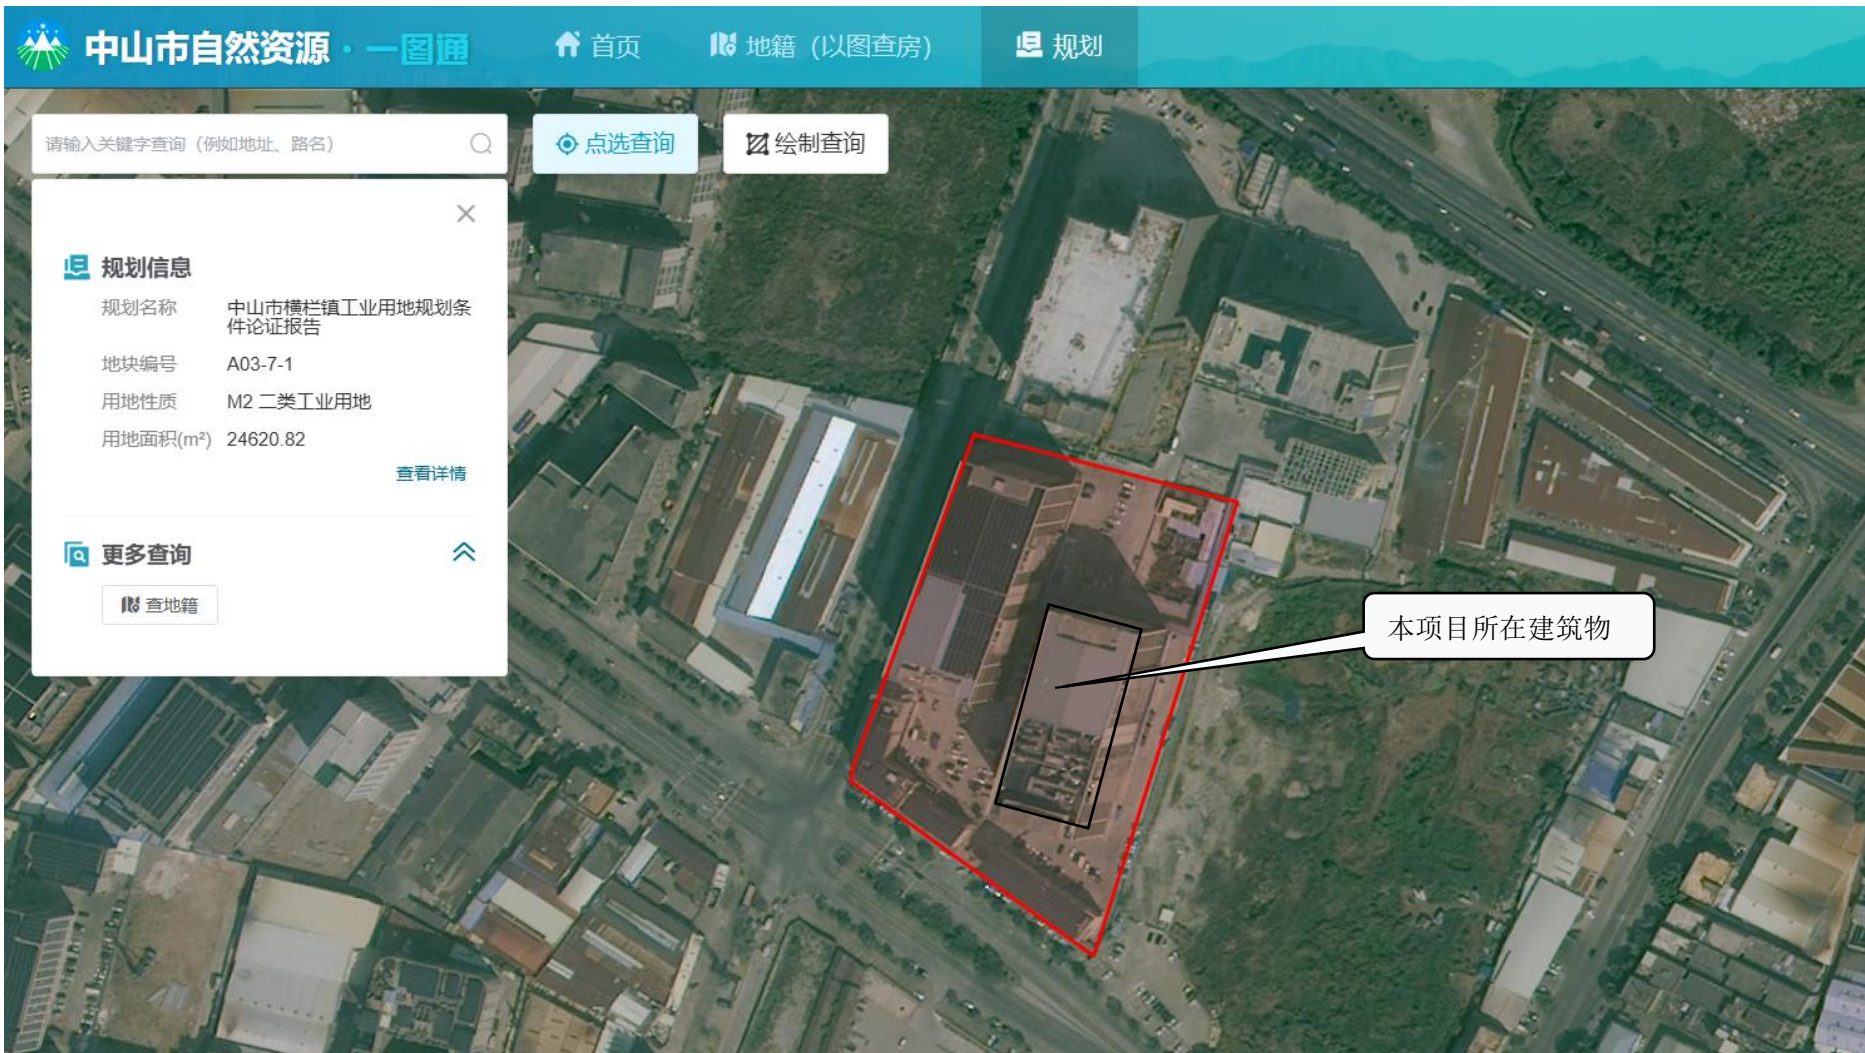 中山市自然资源·一图通
首页
地籍（以图查房）
规划
请输入关键字查询（例如地址、路名）
点选查询
绘制查询
规划信息
规划名称 中山市横栏镇工业用地规划条
件论证报告
地块编号 A03-7-1
用地性质 M2 二类工业用地
用地面积(m²) 24620.82
查看详情
更多查询
查地籍
本项目所在建筑物